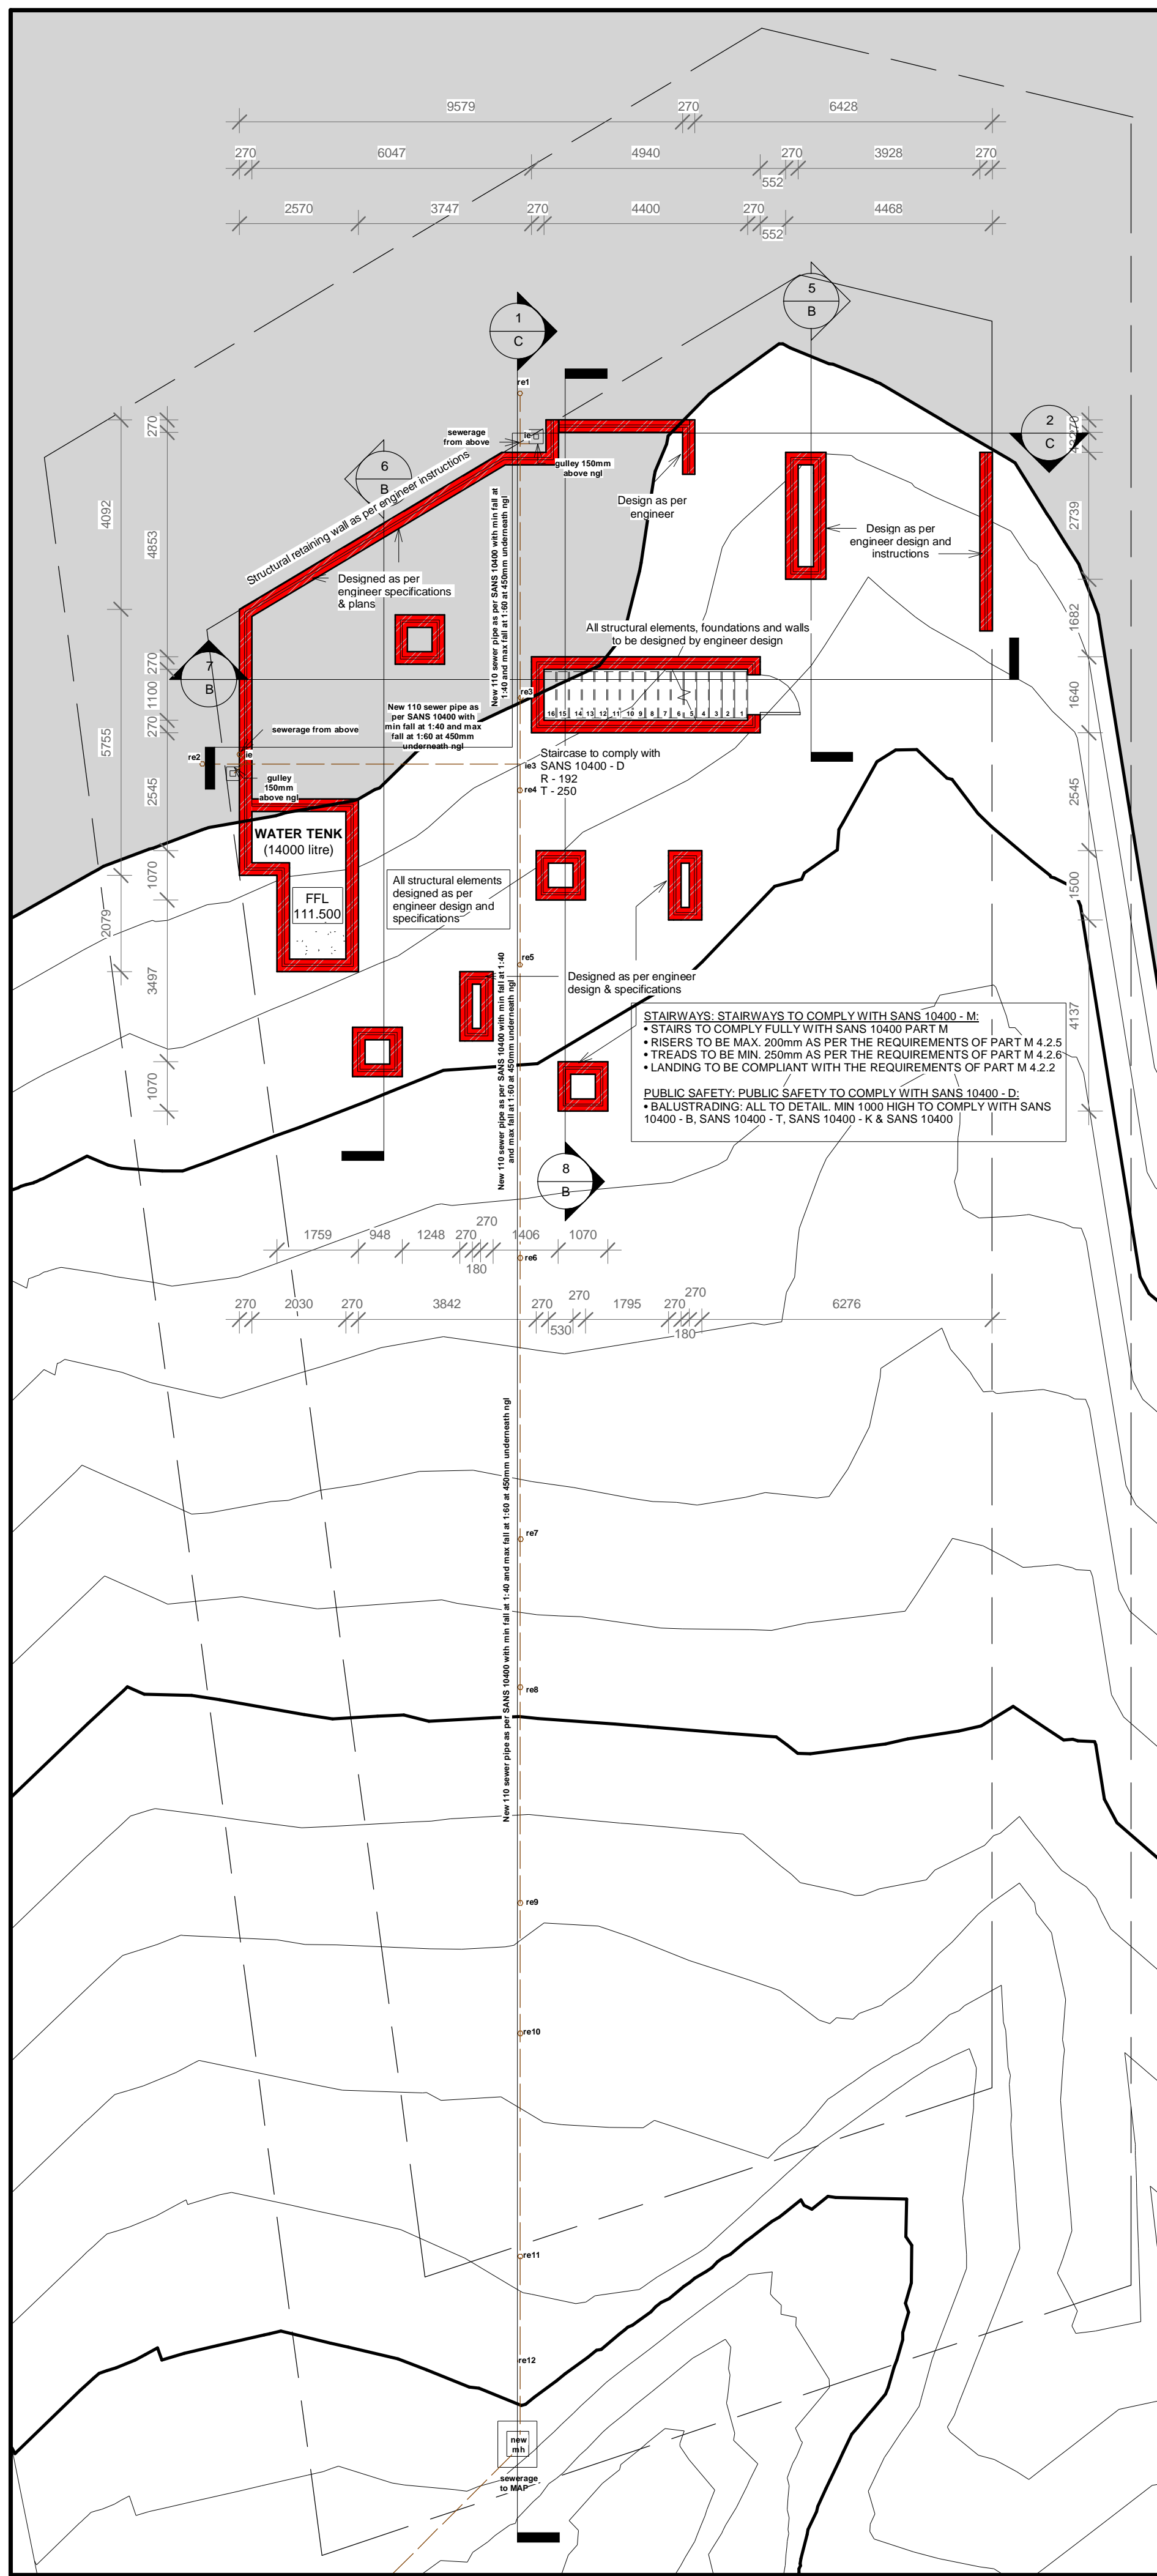 9579
270
6428
270
6047
4940
270
3928
270
552
2570
3747
270
4400
270
4468
552
1
C
5
B
re1
2
C
270
270
sewerage
from above
ie
6
B
gulley 150mm
above ngl
Structural retaining wall as per engineer instructions
Design as per
engineer
Design as per
engineer design and
instructions
4092
4853
2739
New 110 sewer pipe as per SANS 10400 with min fall at
1:40 and max fall at 1:60 at 450mm underneath ngl
Designed as per
engineer specifications
& plans
All structural elements, foundations and walls
to be designed by engineer design
1682
7
B
270
1100
270
re3
16 15 14 13 12 11 10 9 8 7 6 5 4 3 2 1
1640
New 110 sewer pipe as
per SANS 10400 with
min fall at 1:40 and max
fall at 1:60 at 450mm
underneath ngl
sewerage from above
ie
re2
gulley
150mm
above ngl
5755
2545
Staircase to comply with
SANS 10400 - D
R - 192
T - 250
ie3
re4
2545
WATER TENK
(14000 litre)
FFL
111.500
1070
2079
All structural elements
designed as per
engineer design and
specifications
1500
re5
3497
Designed as per engineer
design & specifications
New 110 sewer pipe as per SANS 10400 with min fall at 1:40
and max fall at 1:60 at 450mm underneath ngl
STAIRWAYS: STAIRWAYS TO COMPLY WITH SANS 10400 - M:
• STAIRS TO COMPLY FULLY WITH SANS 10400 PART M
• RISERS TO BE MAX. 200mm AS PER THE REQUIREMENTS OF PART M 4.2.5
• TREADS TO BE MIN. 250mm AS PER THE REQUIREMENTS OF PART M 4.2.6
• LANDING TO BE COMPLIANT WITH THE REQUIREMENTS OF PART M 4.2.2
PUBLIC SAFETY: PUBLIC SAFETY TO COMPLY WITH SANS 10400 - D:
• BALUSTRADING: ALL TO DETAIL. MIN 1000 HIGH TO COMPLY WITH SANS
10400 - B, SANS 10400 - T, SANS 10400 - K & SANS 10400
4137
1070
8
B
270
1759
948
1248
270
1406
1070
180
re6
270
2030
270
3842
270
530
270
1795
270
270
180
6276
New 110 sewer pipe as per SANS 10400 with min fall at 1:40 and max fall at 1:60 at 450mm underneath ngl
re7
re8
re9
re10
re11
re12
new
mh
sewerage
to MAP